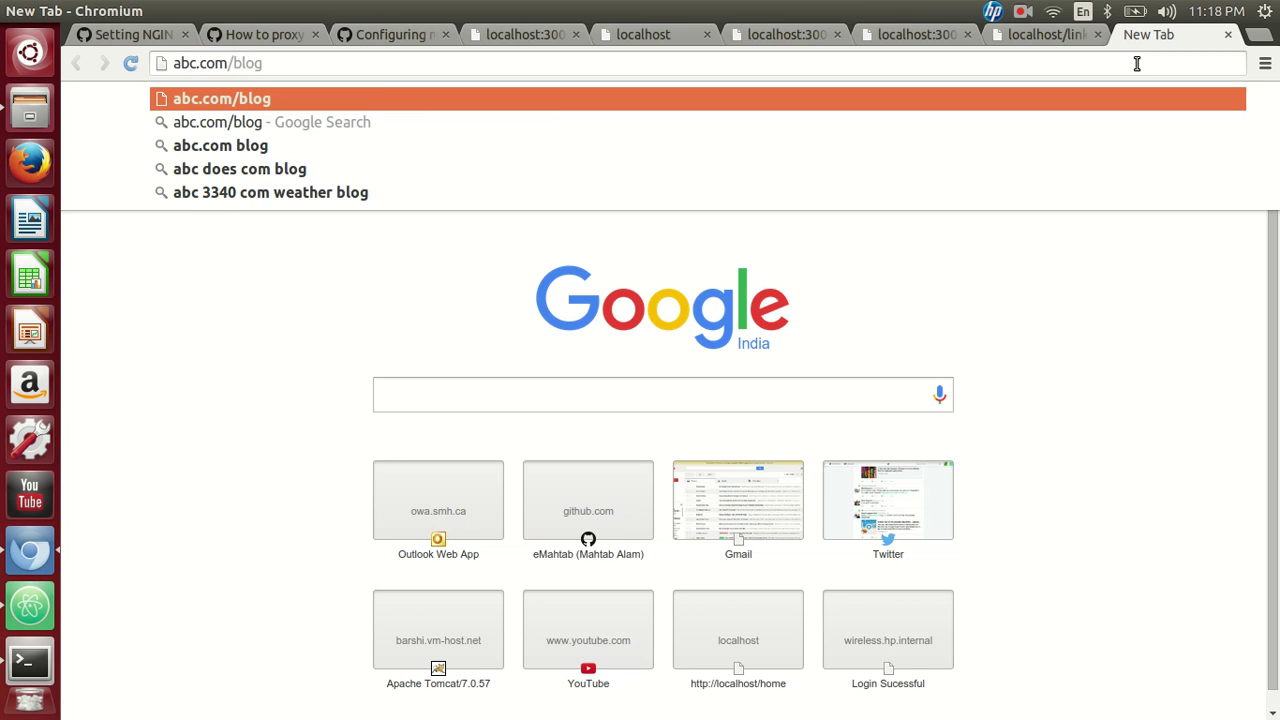 New Tab - Chromium
En
11:18 PM
Setting NGIN
How to proxy
Configuring n
localhost:300
localhost
localhost:300
localhost:300
localhost/link
New Tab
abc.com/blog
abc.com/blog
abc.com/blog - Google Search
abc.com blog
abc does com blog
abc 3340 com weather blog
Google
India
owa.smh.ca
github.com
Outlook Web App
eMahtab (Mahtab Alam)
Gmail
Twitter
barshi.vm-host.net
www.youtube.com
localhost
wireless.hp.internal
Apache Tomcat/7.0.57
YouTube
http://localhost/home
Login Sucessful
You
Tube